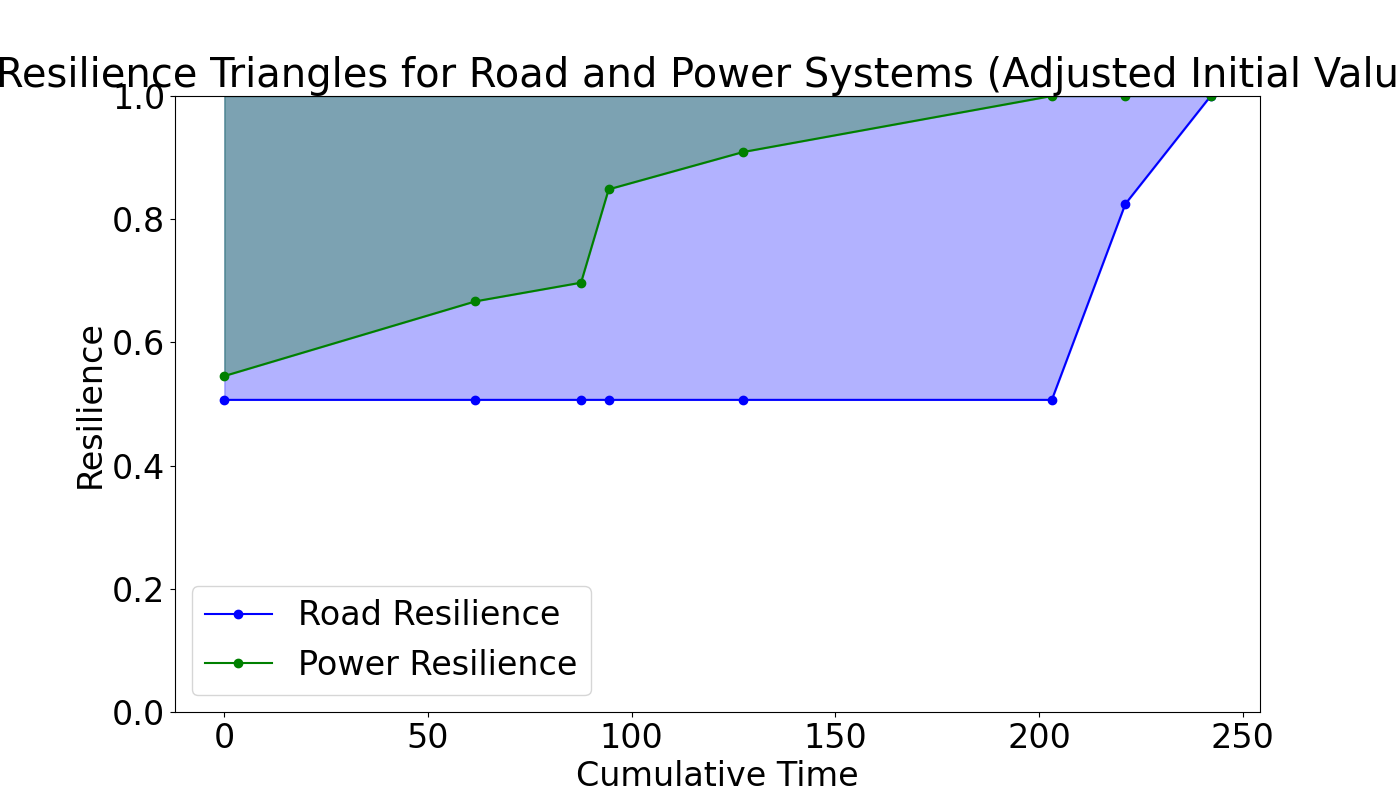 Resilience Triangles for Road and Power Systems (Adjusted Initial Valu
1.0
0.8
0.6
0.4
0.2
0.0
Resilience
Road Resilience
Power Resilience
0 50 100 150 200 250
Cumulative Time